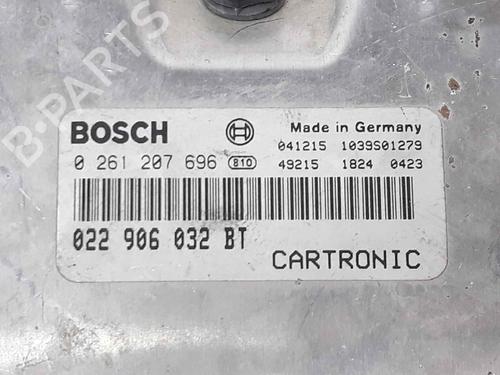 B-PARTS
BOSCH
Made in Germany
041215 1039S01279
0 261 207 696 810
49215 1824 0423
022 906 032 BT
CARTRONIC